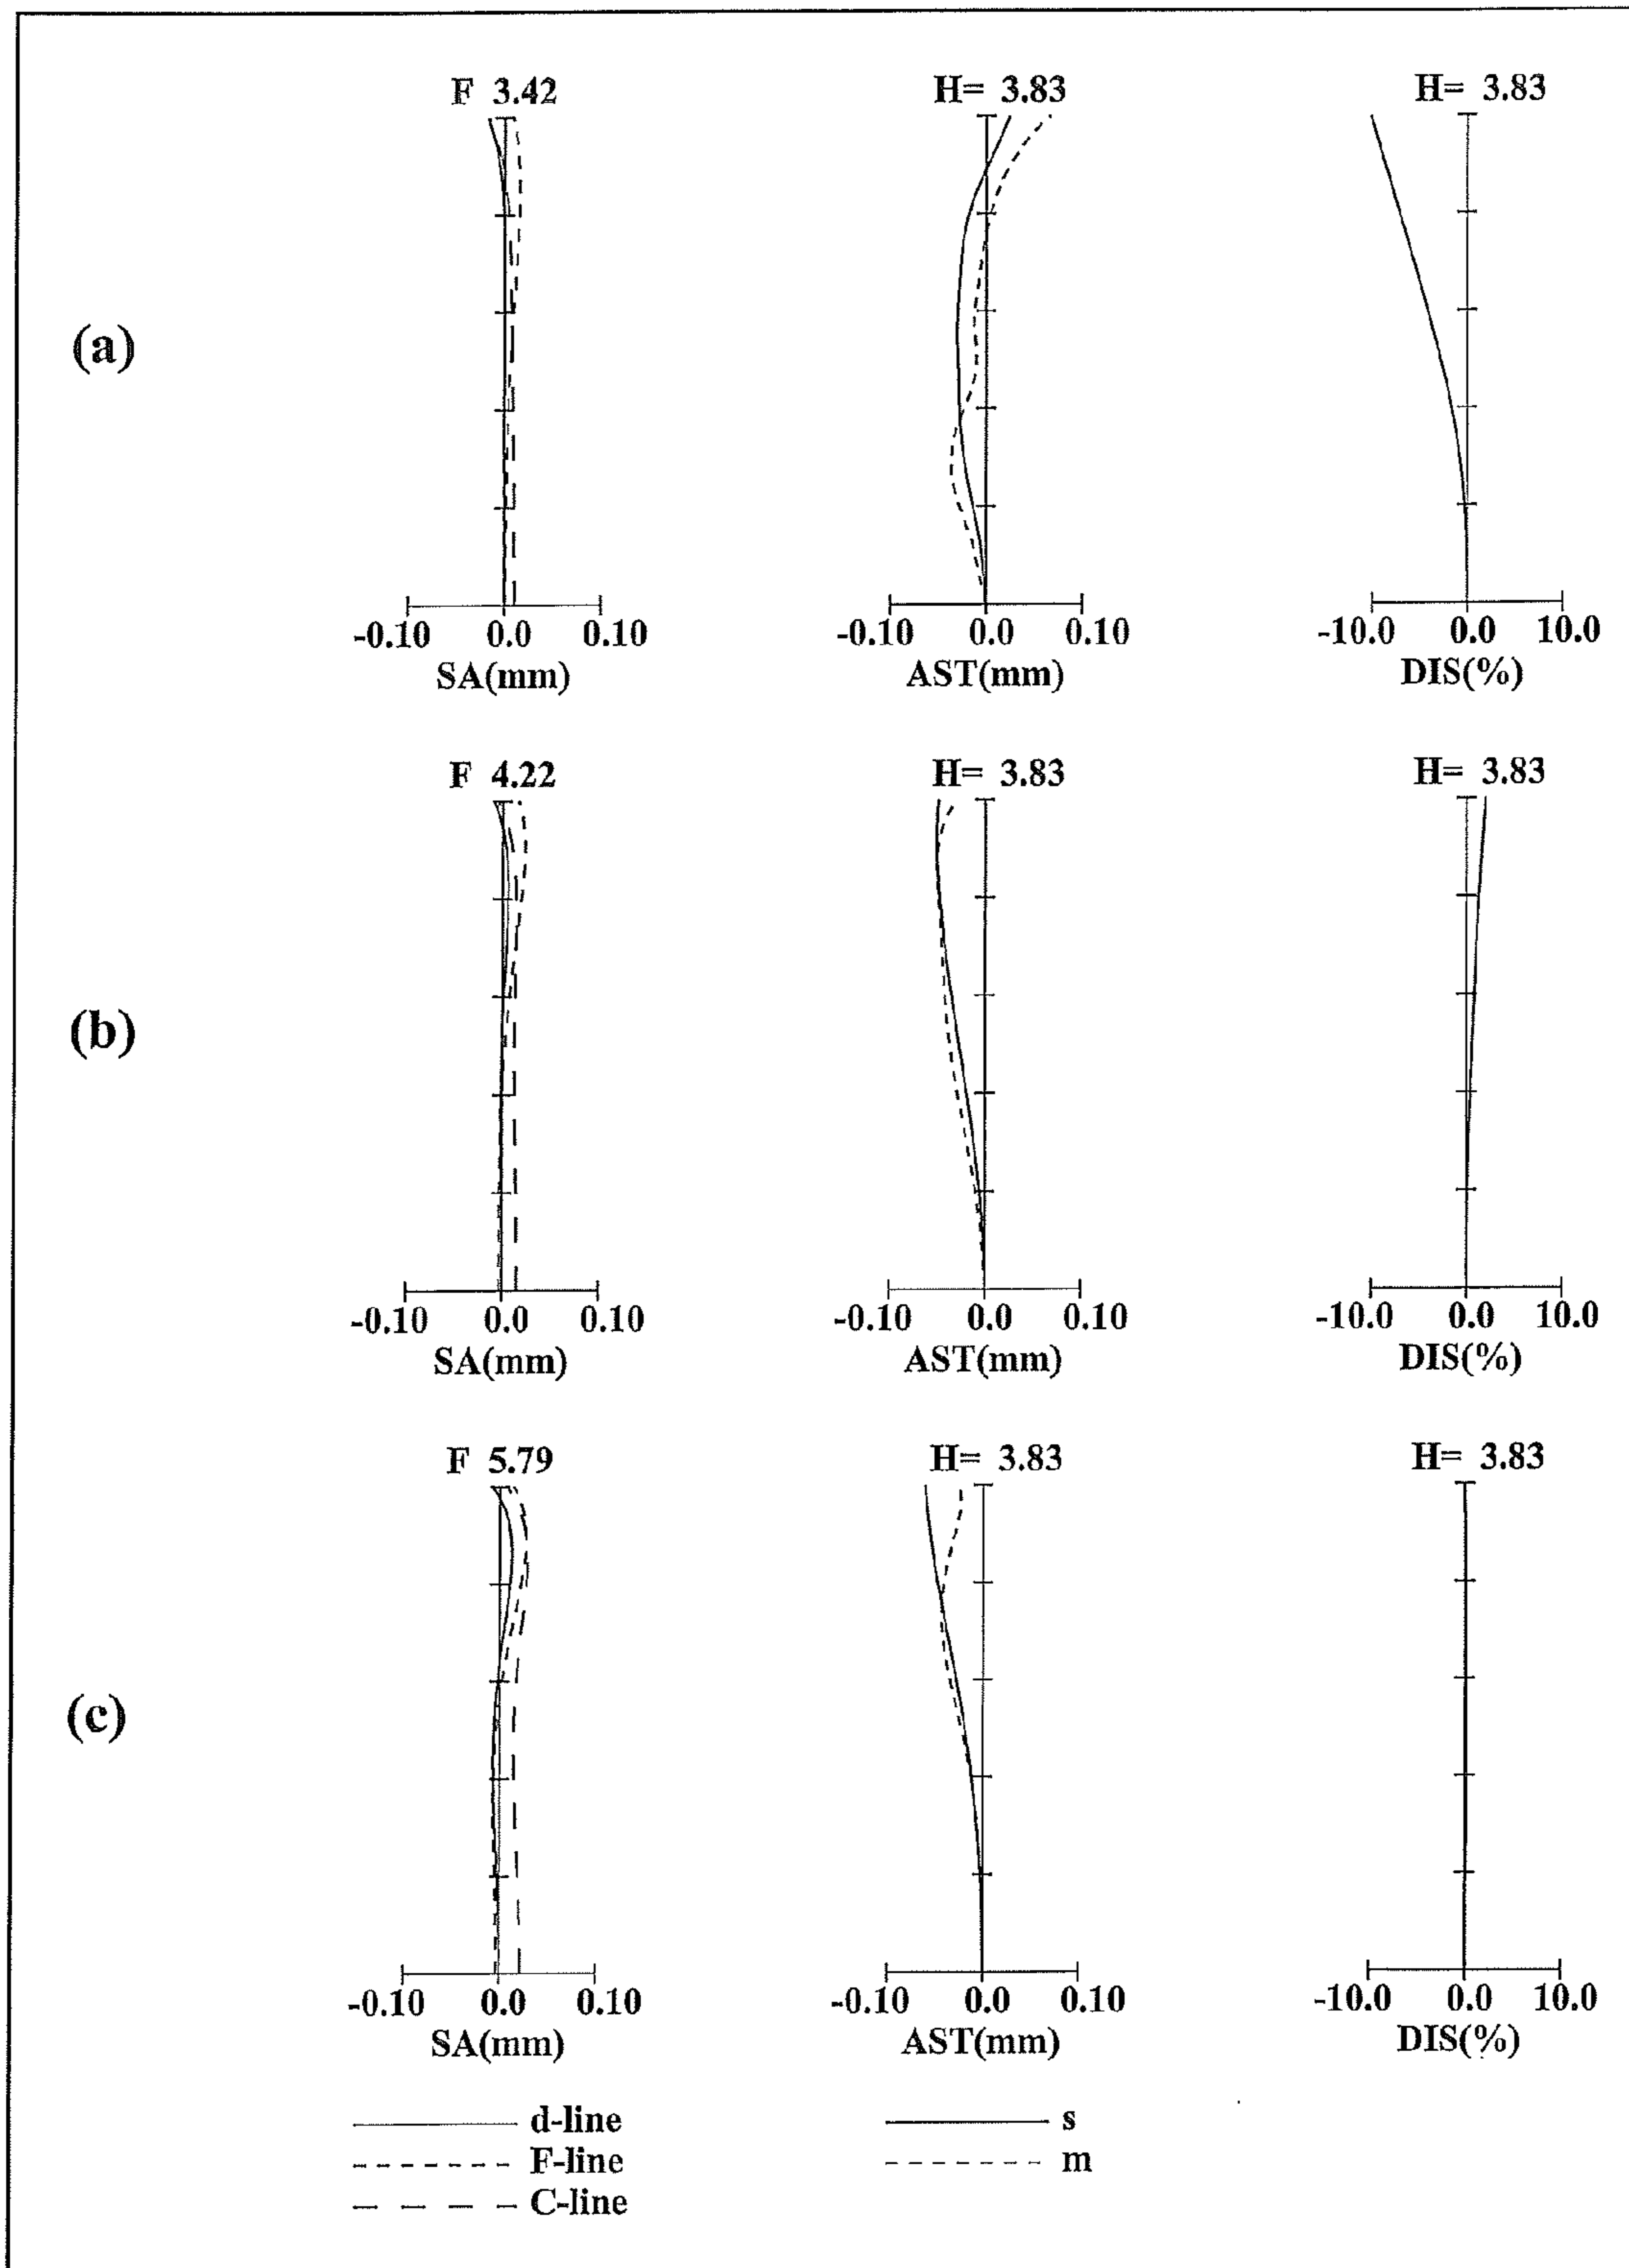 F 3.42 H= 3.83 H= 3.83
(a)
-0.10 0.0 0.10 -0.10 0.0 0.10 -10.0 0.0 10.0
SA(mm) AST(mm) DIS(%)
F 4.22 H= 3.83 H= 3.83
(b)
-0.10 0.0 0.10 -0.10 0.0 0.10 -10.0 0.0 10.0
SA(mm) AST(mm) DIS(%)
F 5.79 H= 3.83 H= 3.83
(c)
-0.10 0.0 0.10 -0.10 0.0 0.10 -10.0 0.0 10.0
SA(mm) AST(mm) DIS(%)
d-line s
F-line m
C-line